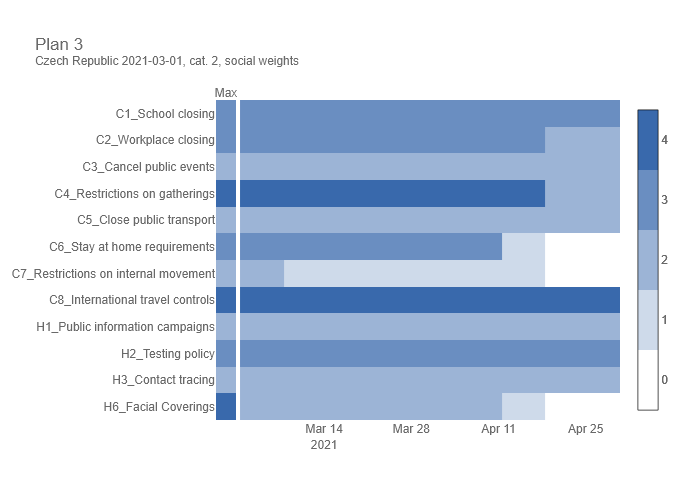 Plan 3
Czech Republic 2021-03-01, cat. 2, social weights
Max
C1_School closing
C2_Workplace closing
C3_Cancel public events
C4_Restrictions on gatherings
C5_Close public transport
C6_Stay at home requirements
C7_Restrictions on internal movement
C8_International travel controls
H1_Public information campaigns
H2_Testing policy
H3_Contact tracing
H6_Facial Coverings
Mar 14 Mar 28 Apr 11 Apr 25
2021
4
3
2
1
0